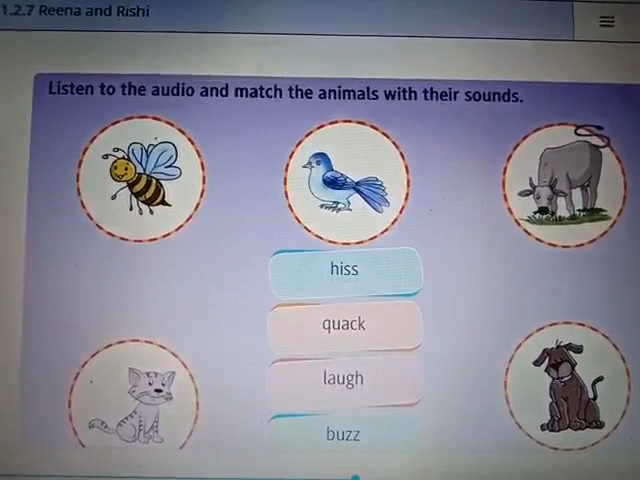 1.2.7 Reena and Rishi
Listen to the audio and match the animals with their sounds.
hiss
quack
laugh
buzz